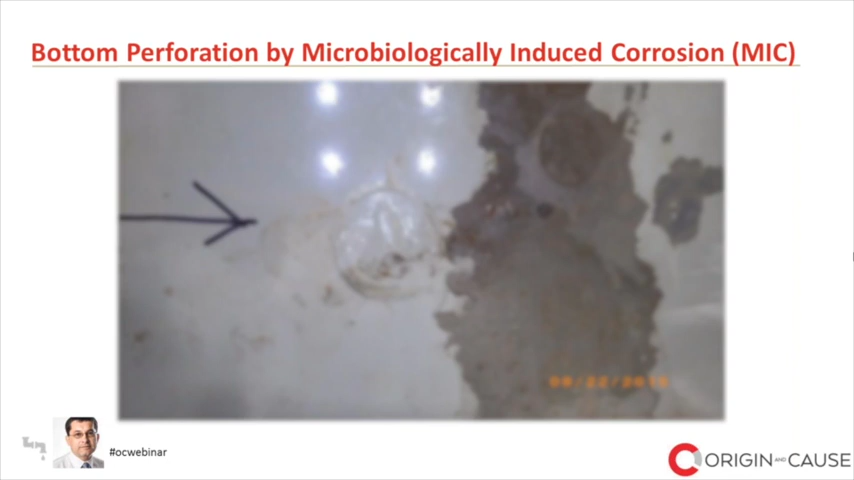 Bottom Perforation by Microbiologically Induced Corrosion (MIC)
#ocwebinar
ORIGIN AND CAUSE